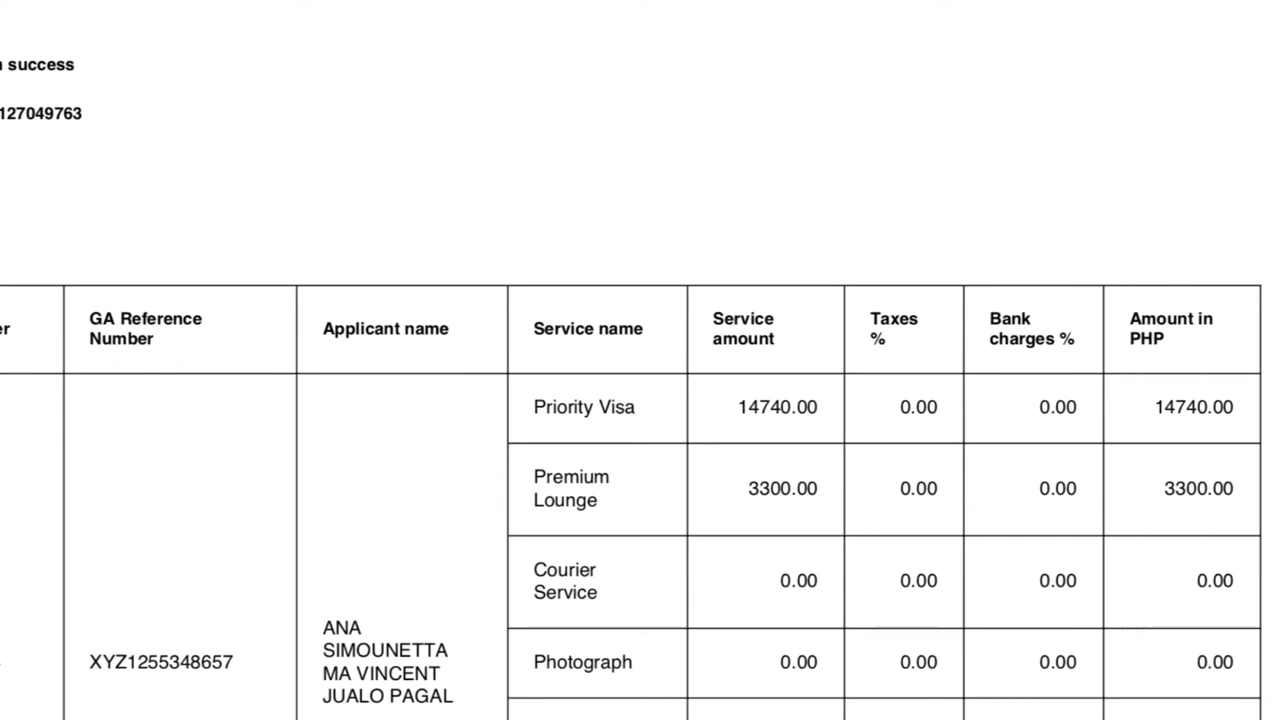 success
127049763
GA Reference
Number
Applicant name
Service name
Service
amount
Taxes
%
Bank
charges %
Amount in
PHP
Priority Visa
14740.00
0.00
0.00
14740.00
Premium
Lounge
3300.00
0.00
0.00
3300.00
Courier
Service
0.00
0.00
0.00
0.00
XYZ1255348657
ANA
SIMOUNETTA
MA VINCENT
JUALO PAGAL
Photograph
0.00
0.00
0.00
0.00